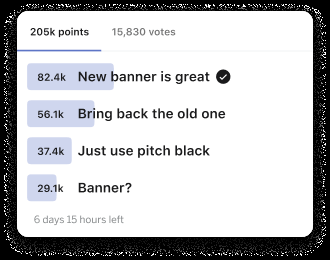 205k points 15,830 votes
82.4k New banner is great
56.1k Bring back the old one
37.4k Just use pitch black
29.1k Banner?
6 days 15 hours left